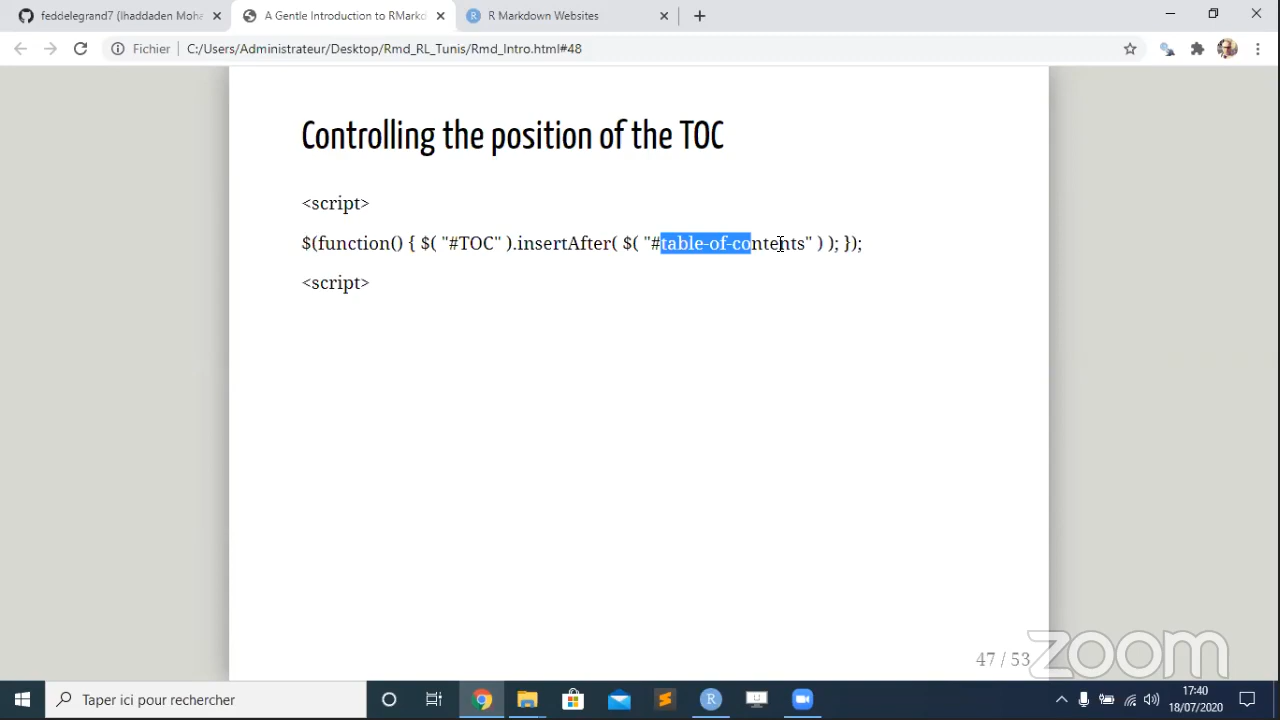 feddelegrand7 (Ihaddaden Moha
A Gentle Introduction to RMarkd
R Markdown Websites
Fichier
C:/Users/Administrateur/Desktop/Rmd_RL_Tunis/Rmd_Intro.html#48
Controlling the position of the TOC
<script>
$(function() { $( "#TOC" ).insertAfter( $( "#table-of-contents" ) ); });
<script>
47 / 53
zoom
Taper ici pour rechercher
17:40
18/07/2020